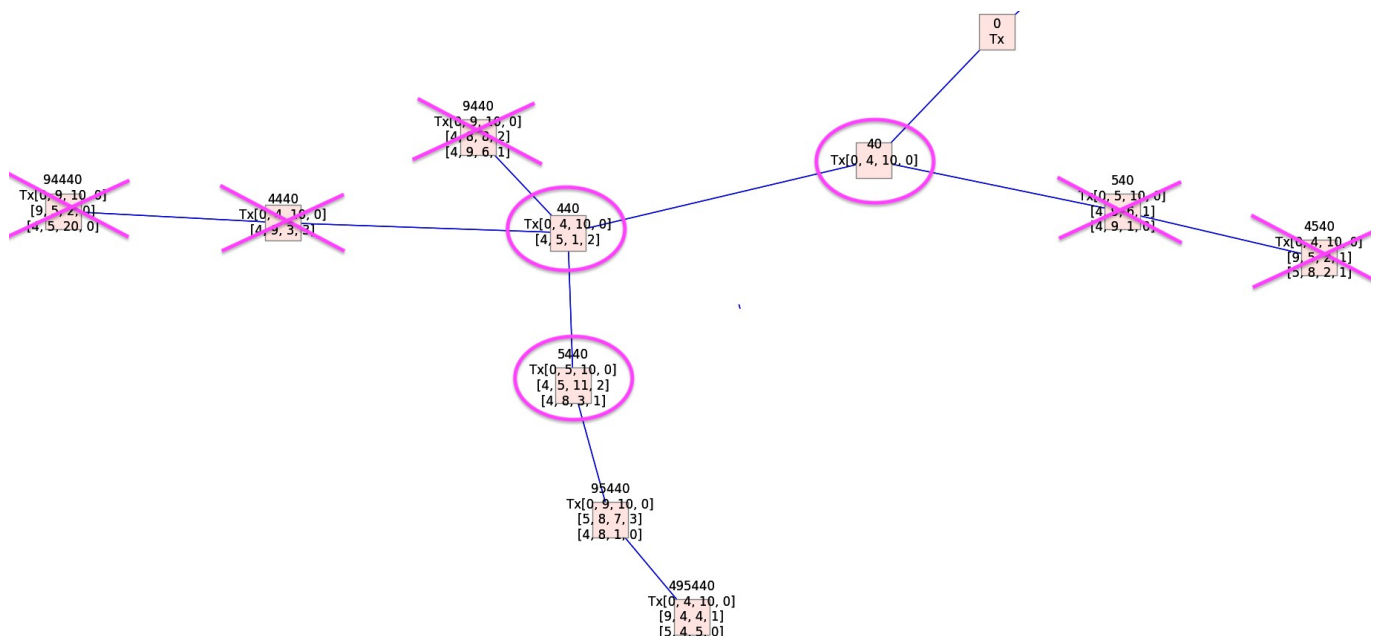 0
Tx
9440
Tx[0, 9, 10, 0]
[4, 8, 8, 2]
[4, 9, 6, 1]
40
Tx[0, 4, 10, 0]
94440
Tx[0, 9, 10, 0]
[9, 5, 2, 0]
[4, 5, 20, 0]
4440
Tx[0, 4, 10, 0]
[4, 9, 3, 3]
440
Tx[0, 4, 10, 0]
[4, 5, 1, 2]
540
Tx[0, 5, 10, 0]
[4, 6, 1]
[4, 9, 1, 0]
4540
Tx[0, 4, 10, 0]
[9, 5, 2, 1]
[5, 8, 2, 1]
5440
Tx[0, 5, 10, 0]
[4, 5, 11, 2]
[4, 8, 3, 1]
95440
Tx[0, 9, 10, 0]
[5, 8, 7, 3]
[4, 8, 1, 0]
495440
Tx[0, 4, 10, 0]
[9, 4, 4, 1]
[5, 4, 5, 0]